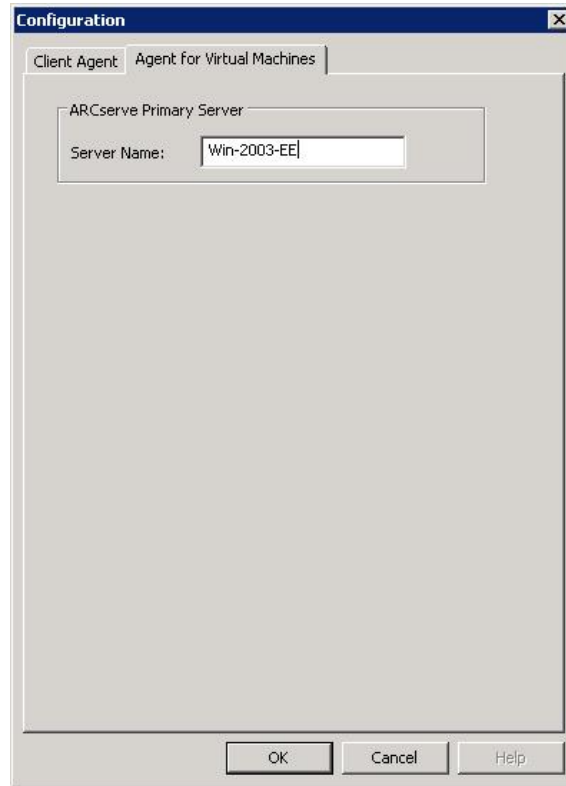 Configuration
Client Agent Agent for Virtual Machines
ARCserve Primary Server
Server Name: Win-2003-EE
OK Cancel Help